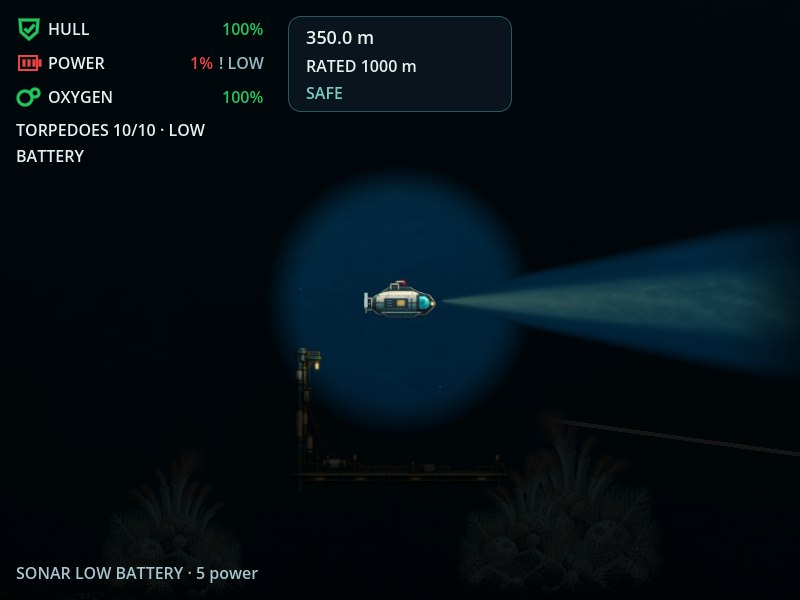 HULL 100%
POWER 1% ! LOW
OXYGEN 100%
TORPEDOES 10/10 · LOW
BATTERY
350.0 m
RATED 1000 m
SAFE
SONAR LOW BATTERY · 5 power